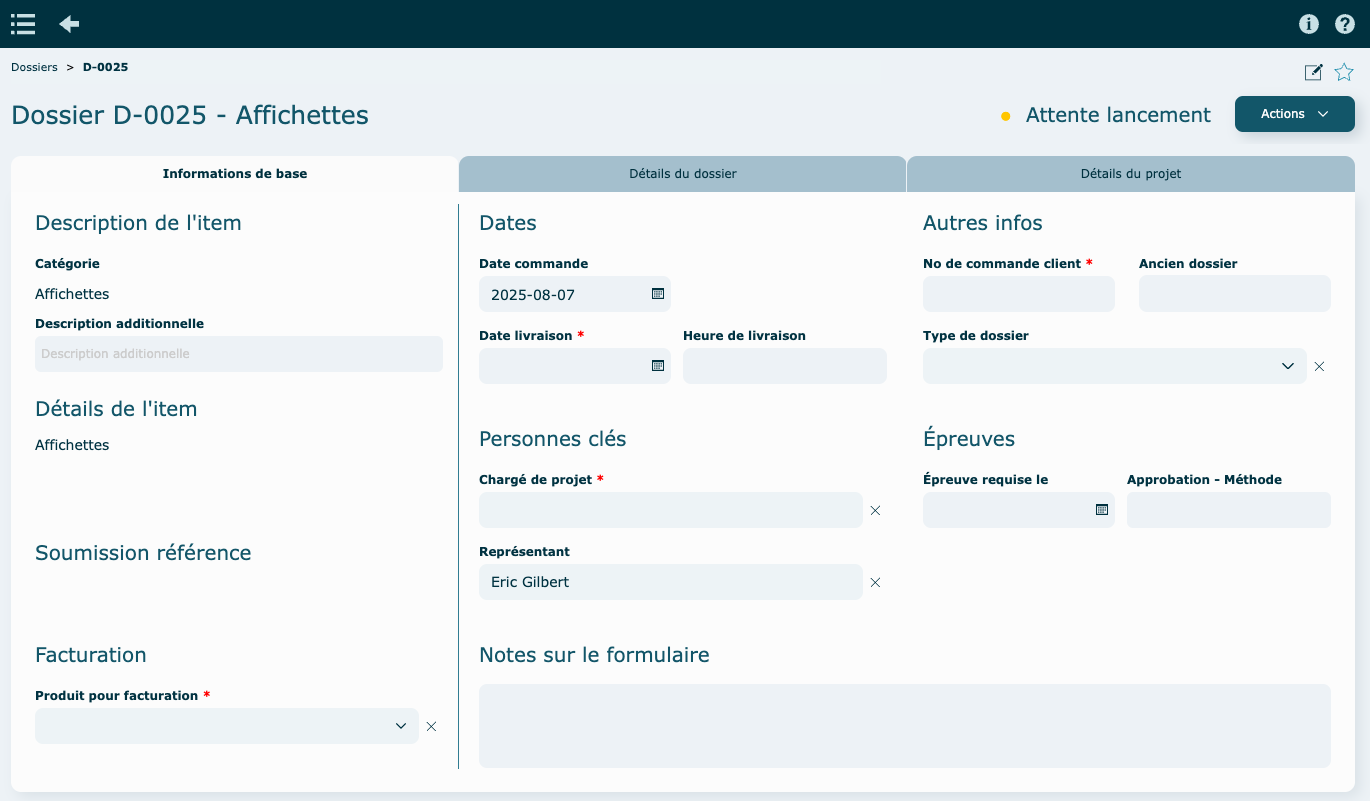 Dossiers > D-0025
Dossier D-0025 - Affichettes
Attente lancement
Actions
Informations de base
Détails du dossier
Détails du projet
Description de l'item
Catégorie
Affichettes
Description additionnelle
Description additionnelle
Détails de l'item
Affichettes
Soumission référence
Facturation
Produit pour facturation *
Dates
Date commande
2025-08-07
Date livraison *
Heure de livraison
Personnes clés
Chargé de projet *
Représentant
Eric Gilbert
Autres infos
No de commande client *
Ancien dossier
Type de dossier
Épreuves
Épreuve requise le
Approbation - Méthode
Notes sur le formulaire